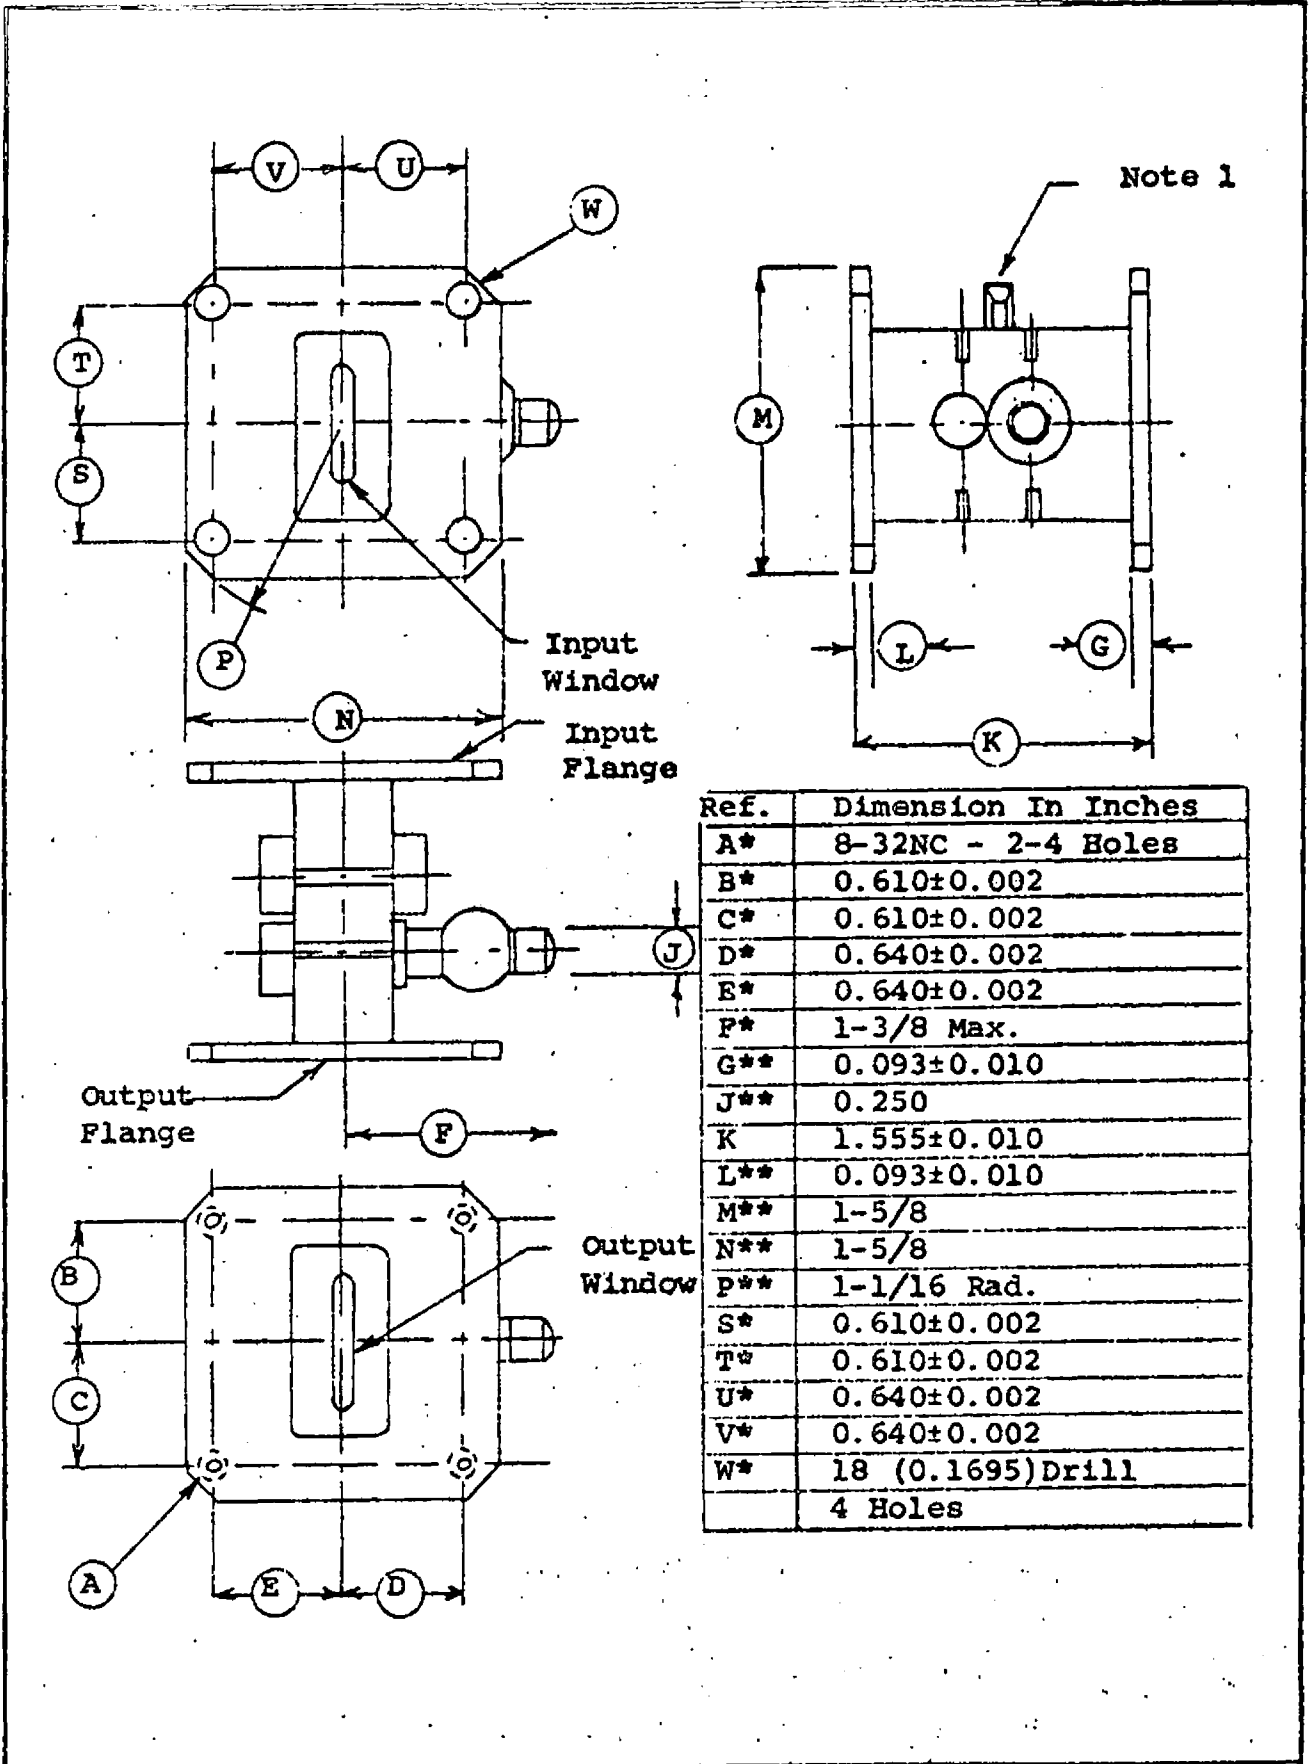 V
U
W
Note 1
T
S
M
P
Input
Window
L
G
N
Input
Flange
K
Ref. Dimension In Inches
A* 8-32NC - 2-4 Holes
B* 0.610±0.002
C* 0.610±0.002
D* 0.640±0.002
E* 0.640±0.002
F* 1-3/8 Max.
G** 0.093±0.010
J** 0.250
K 1.555±0.010
L** 0.093±0.010
M** 1-5/8
N** 1-5/8
P** 1-1/16 Rad.
S* 0.610±0.002
T* 0.610±0.002
U* 0.640±0.002
V* 0.640±0.002
W* 18 (0.1695)Drill
4 Holes
J
Output
Flange
F
B
Output
Window
C
A
E
D